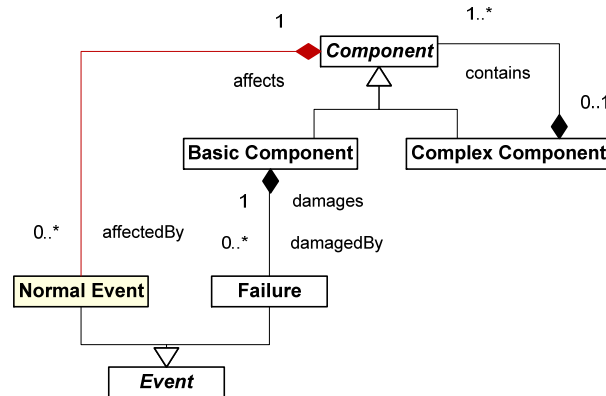 1
1..*
Component
affects
contains
0..1
Basic Component
Complex Component
1
damages
0..*
affectedBy
0..*
damagedBy
Normal Event
Failure
Event